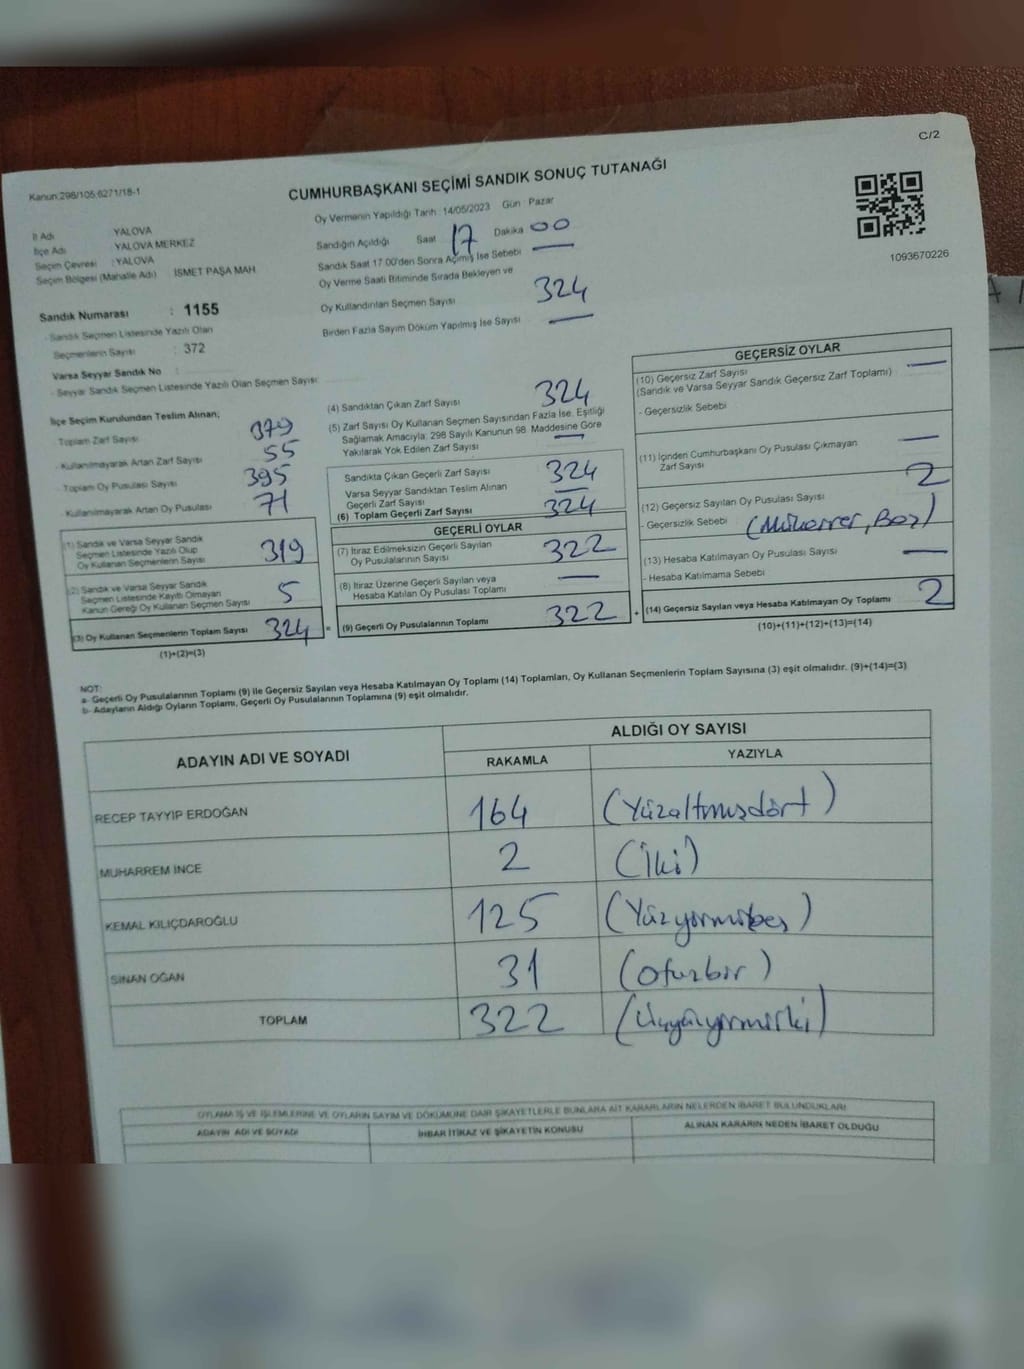 C/2
Kanun:298/105;6271/18-1
CUMHURBAŞKANI SEÇİMİ SANDIK SONUÇ TUTANAĞI
Oy Vermenin Yapıldığı Tarih : 14/05/2023 Gün : Pazar
İl Adı YALOVA
İlçe Adı YALOVA MERKEZ
Seçim Çevresi : YALOVA
Seçim Bölgesi (Mahalle Adı) İSMET PAŞA MAH
Sandığın Açıldığı Saat 17 Dakika 00
Sandık Saat 17.00'den Sonra Açılmış İse Sebebi —
Oy Verme Saati Bitiminde Sırada Bekleyen ve
Oy Kullandırılan Seçmen Sayısı 324
Birden Fazla Sayım Döküm Yapılmış İse Sayısı —
1093670226
Sandık Numarası : 1155
- Sandık Seçmen Listesinde Yazılı Olan
Seçmenlerin Sayısı : 372
Varsa Seyyar Sandık No :
- Seyyar Sandık Seçmen Listesinde Yazılı Olan Seçmen Sayısı:
İlçe Seçim Kurulundan Teslim Alınan;
Toplam Zarf Sayısı 379
- Kullanılmayarak Artan Zarf Sayısı 55
- Toplam Oy Pusulası Sayısı 395
- Kullanılmayarak Artan Oy Pusulası 71
(1) Sandık ve Varsa Seyyar Sandık
Seçmen Listesinde Yazılı Olup
Oy Kullanan Seçmenlerin Sayısı 319
(2) Sandık ve Varsa Seyyar Sandık
Seçmen Listesinde Kayıtlı Olmayan
Kanun Gereği Oy Kullanan Seçmen Sayısı 5
(3) Oy Kullanan Seçmenlerin Toplam Sayısı 324 =
(1)+(2)=(3)
(4) Sandıktan Çıkan Zarf Sayısı 324
(5) Zarf Sayısı Oy Kullanan Seçmen Sayısından Fazla İse, Eşitliği
Sağlamak Amacıyla; 298 Sayılı Kanunun 98. Maddesine Göre
Yakılarak Yok Edilen Zarf Sayısı —
Sandıkta Çıkan Geçerli Zarf Sayısı 324
Varsa Seyyar Sandıktan Teslim Alınan
Geçerli Zarf Sayısı —
(6) Toplam Geçerli Zarf Sayısı 324
GEÇERLİ OYLAR
(7) İtiraz Edilmeksizin Geçerli Sayılan
Oy Pusulalarının Sayısı 322
(8) İtiraz Üzerine Geçerli Sayılan veya
Hesaba Katılan Oy Pusulası Toplamı —
(9) Geçerli Oy Pusulalarının Toplamı 322 +
GEÇERSİZ OYLAR
(10) Geçersiz Zarf Sayısı —
(Sandık ve Varsa Seyyar Sandık Geçersiz Zarf Toplamı)
- Geçersizlik Sebebi
(11) İçinden Cumhurbaşkanı Oy Pusulası Çıkmayan
Zarf Sayısı —
(12) Geçersiz Sayılan Oy Pusulası Sayısı 2
- Geçersizlik Sebebi (Mükerrer, Boş)
(13) Hesaba Katılmayan Oy Pusulası Sayısı —
- Hesaba Katılmama Sebebi
(14) Geçersiz Sayılan veya Hesaba Katılmayan Oy Toplamı 2
(10)+(11)+(12)+(13)=(14)
NOT:
a- Geçerli Oy Pusulalarının Toplamı (9) ile Geçersiz Sayılan veya Hesaba Katılmayan Oy Toplamı (14) Toplamları, Oy Kullanan Seçmenlerin Toplam Sayısına (3) eşit olmalıdır. (9)+(14)=(3)
b- Adayların Aldığı Oyların Toplamı, Geçerli Oy Pusulalarının Toplamına (9) eşit olmalıdır.
ADAYIN ADI VE SOYADI ALDIĞI OY SAYISI
RAKAMLA YAZIYLA
RECEP TAYYİP ERDOĞAN 164 (Yüzaltmışdört)
MUHARREM İNCE 2 (İki)
KEMAL KILIÇDAROĞLU 125 (Yüzyirmibeş)
SİNAN OĞAN 31 (Otuzbir)
TOPLAM 322 (Üçyüzyirmiiki)
OYLAMA İŞ VE İŞLEMLERİNE VE OYLARIN SAYIM VE DÖKÜMÜNE DAİR ŞİKAYETLERLE BUNLARA AİT KARARLARIN NELERDEN İBARET BULUNDUKLARI
ADAYIN ADI VE SOYADI İHBAR İTİRAZ VE ŞİKAYETİN KONUSU ALINAN KARARIN NEDEN İBARET OLDUĞU